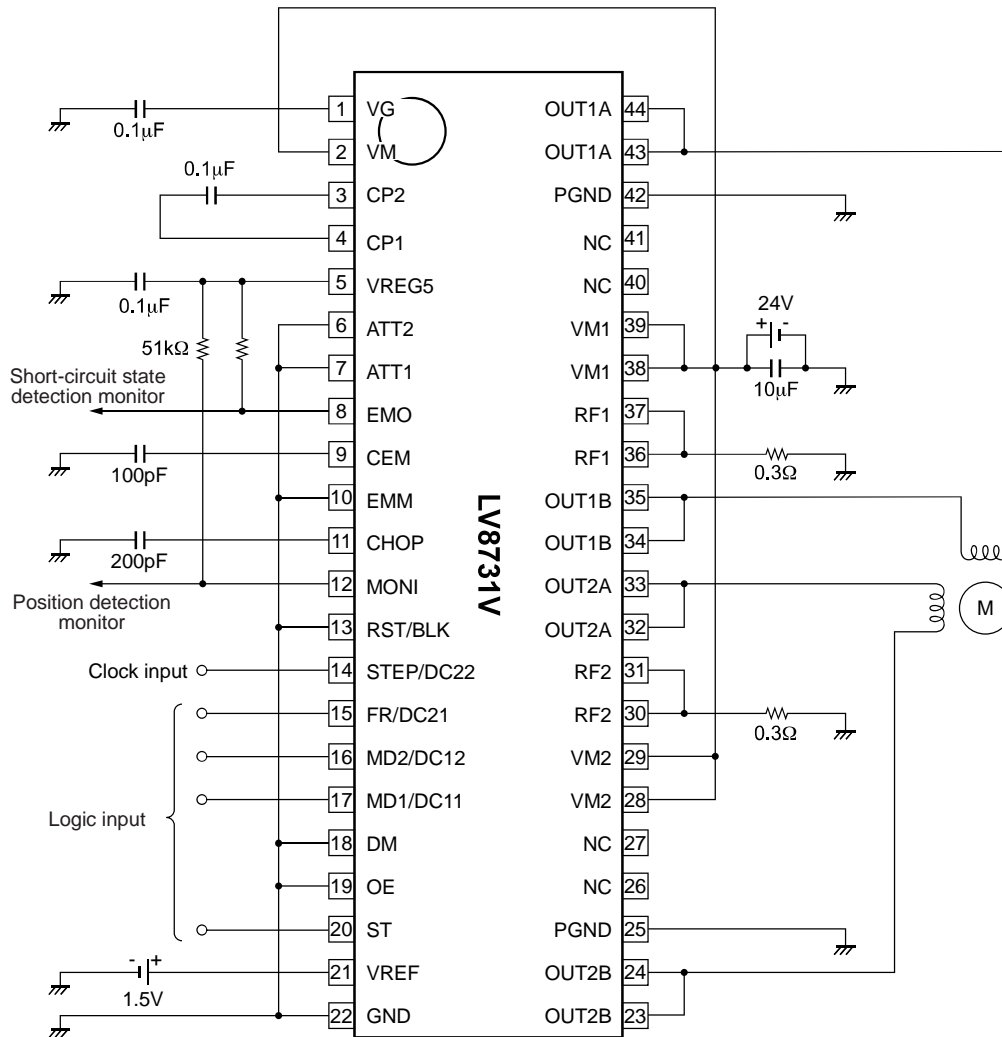 1 VG OUT1A 44
0.1µF
2 VM OUT1A 43
0.1µF
3 CP2 PGND 42
4 CP1 NC 41
5 VREG5 NC 40
0.1µF
24V
+ -
6 ATT2 VM1 39
51kΩ
7 ATT1 VM1 38
10µF
Short-circuit state
detection monitor
8 EMO RF1 37
9 CEM RF1 36
100pF
0.3Ω
10 EMM OUT1B 35
11 CHOP OUT1B 34
200pF
12 MONI OUT2A 33
Position detection
monitor
LV8731V
M
13 RST/BLK OUT2A 32
Clock input
14 STEP/DC22 RF2 31
15 FR/DC21 RF2 30
0.3Ω
16 MD2/DC12 VM2 29
17 MD1/DC11 VM2 28
Logic input
18 DM NC 27
19 OE NC 26
20 ST PGND 25
- +
21 VREF OUT2B 24
1.5V
22 GND OUT2B 23